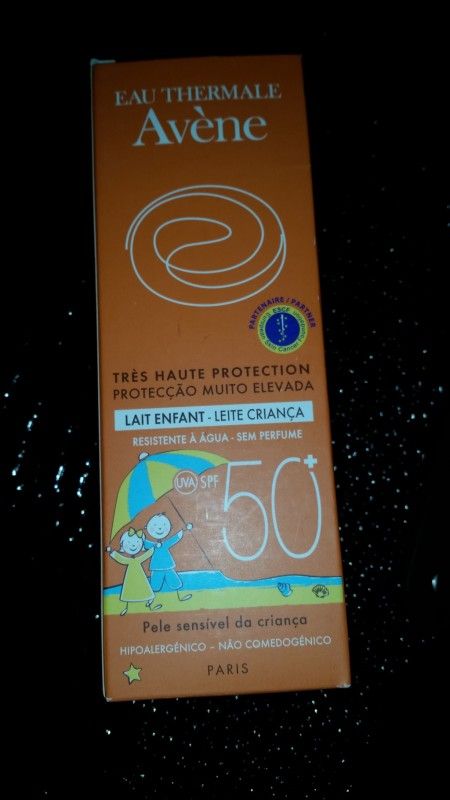 EAU THERMALE
Avène
PARTENAIRE / PARTNER
ESCF
TRÈS HAUTE PROTECTION
PROTECÇÃO MUITO ELEVADA
LAIT ENFANT - LEITE CRIANÇA
RESISTENTE À ÁGUA - SEM PERFUME
UVA SPF 50+
Pele sensível da criança
HIPOALERGÉNICO - NÃO COMEDOGÉNICO
PARIS